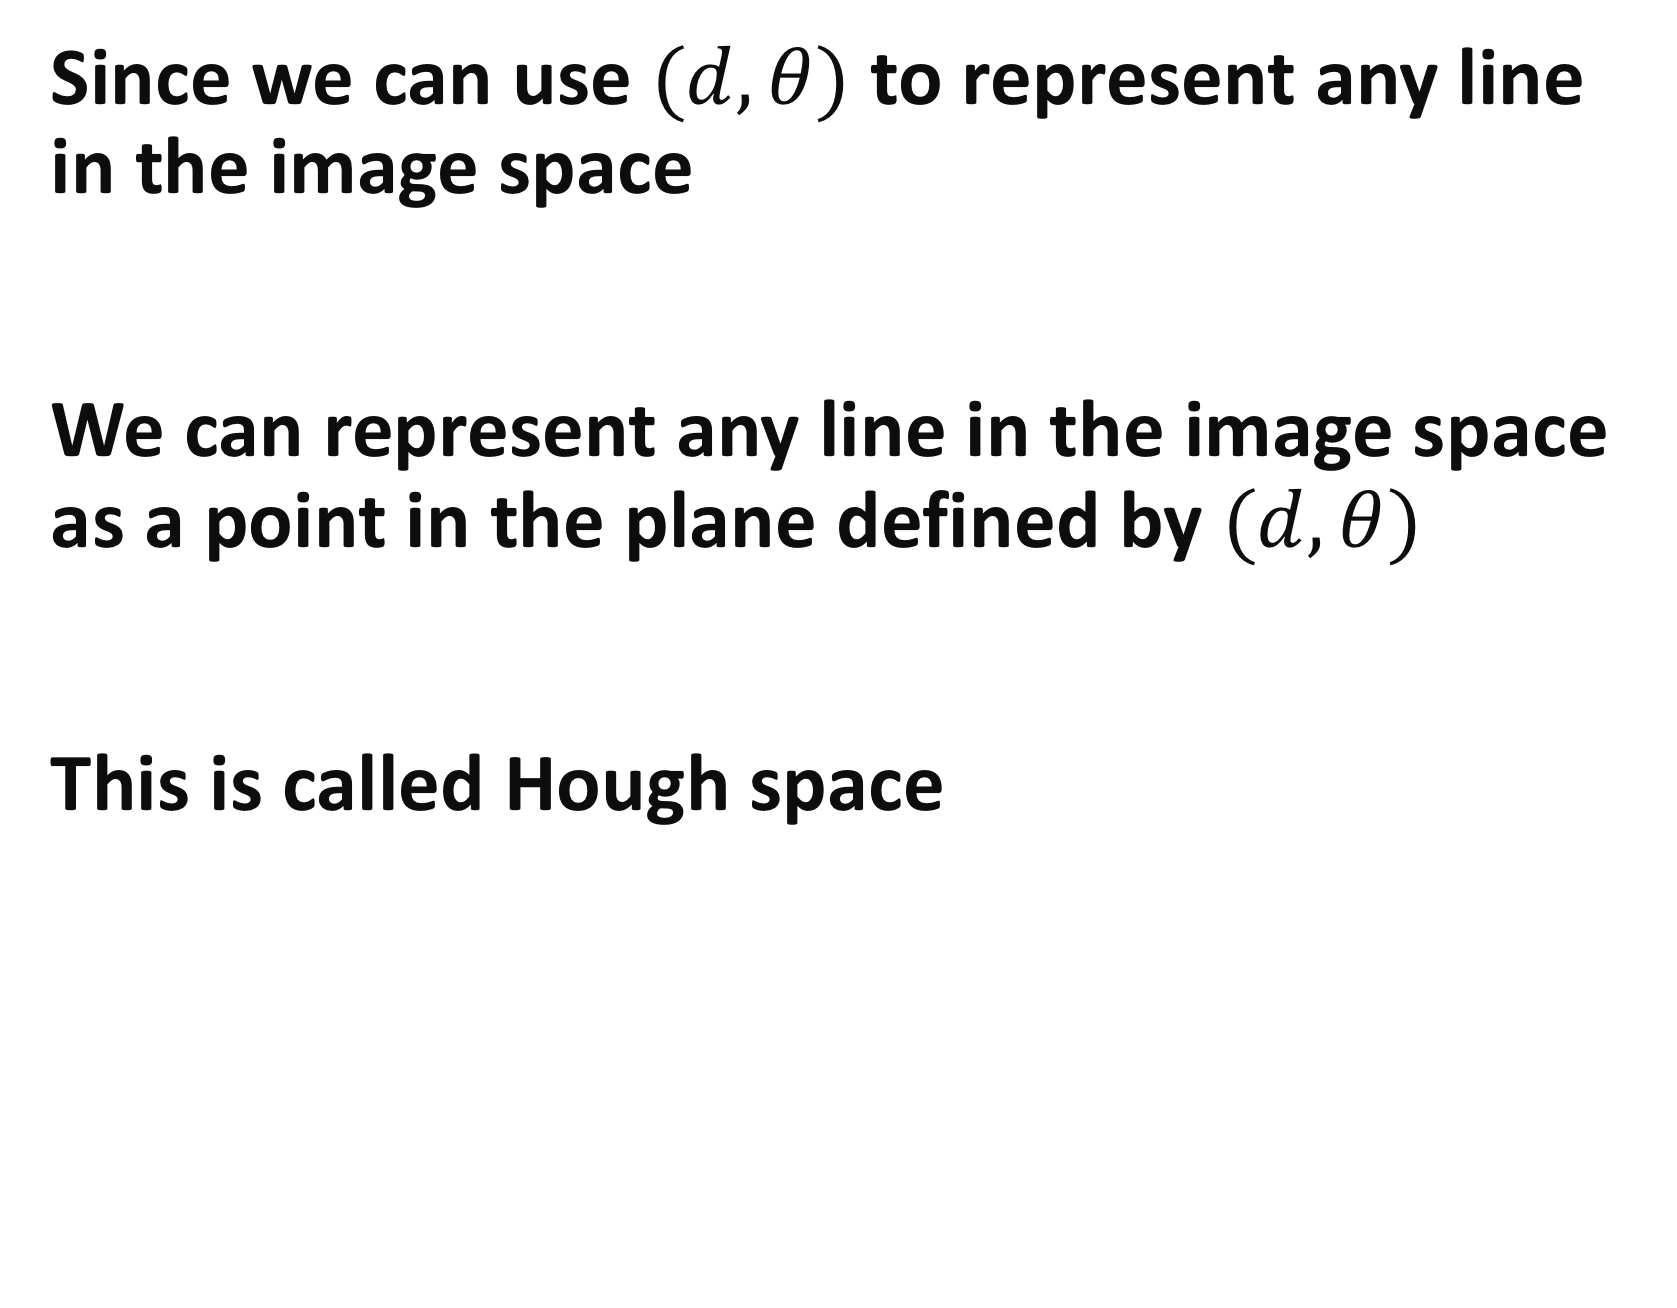 Since we can use (d, θ) to represent any line
in the image space
We can represent any line in the image space
as a point in the plane defined by (d, θ)
This is called Hough space